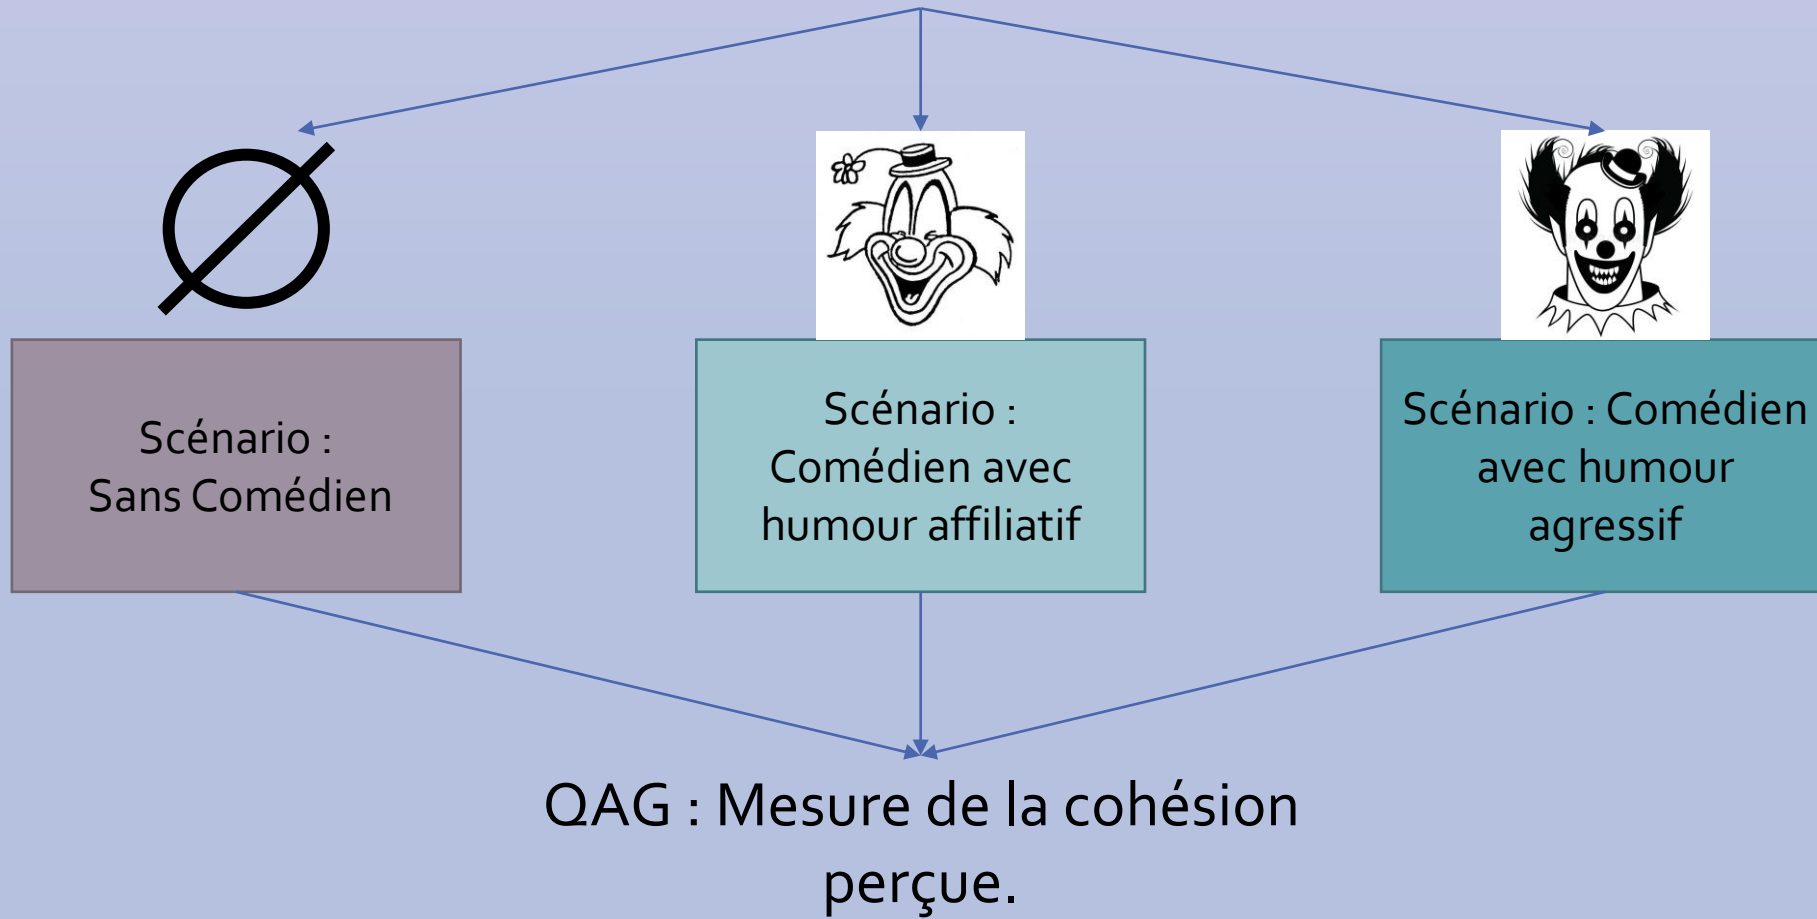 Scénario :
Sans Comédien
Scénario :
Comédien avec
humour affiliatif
Scénario : Comédien
avec humour
agressif
QAG : Mesure de la cohésion
perçue.